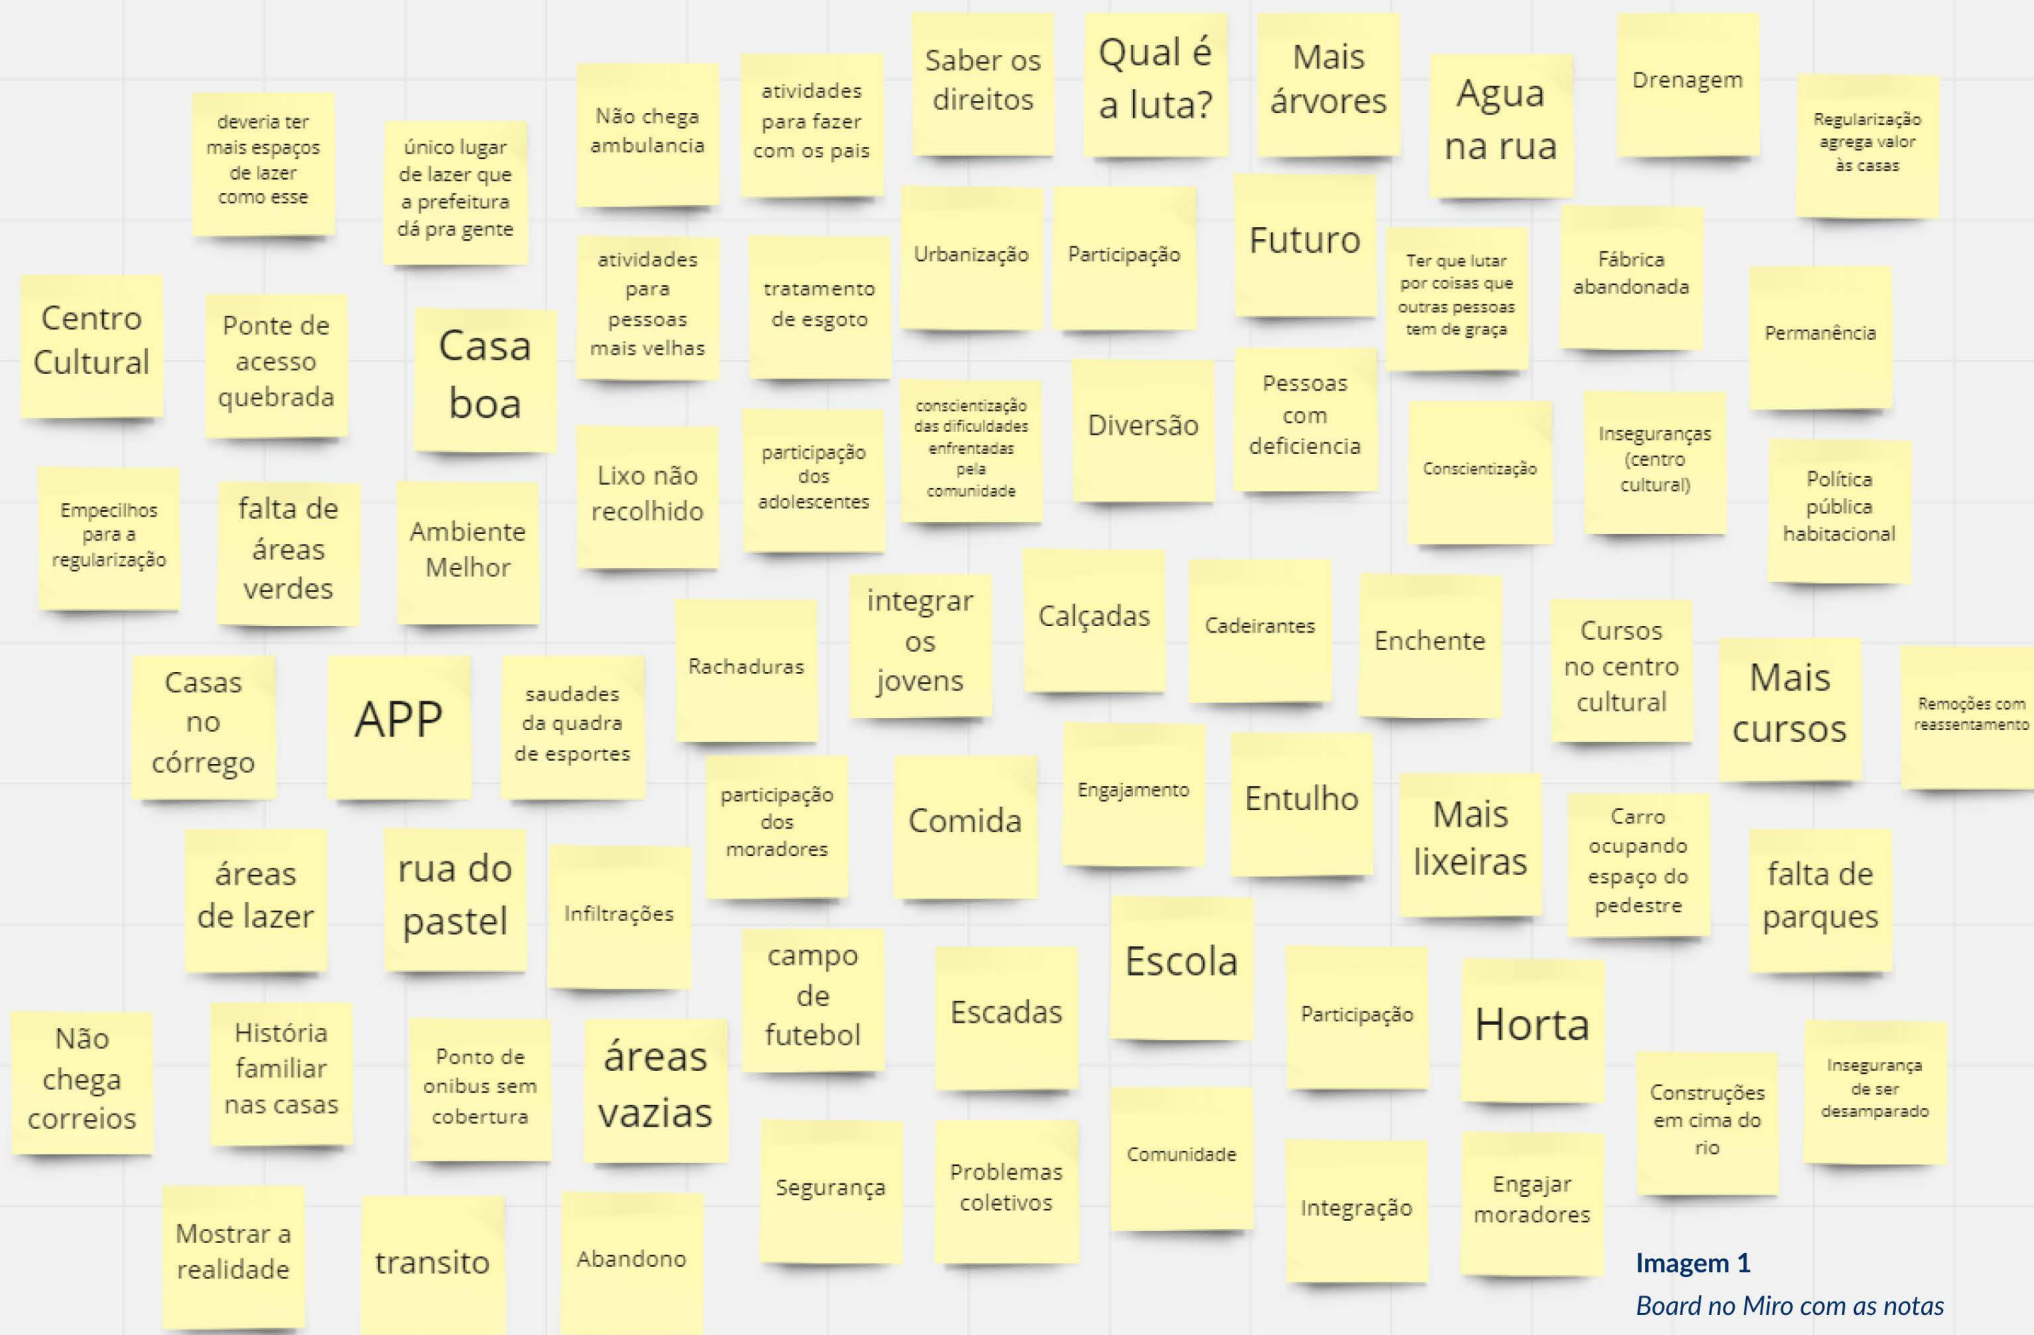 Saber os
direitos
Qual é
a luta?
Mais
árvores
Agua
na rua
Drenagem
Regularização
agrega valor
às casas
deveria ter
mais espaços
de lazer
como esse
único lugar
de lazer que
a prefeitura
dá pra gente
Não chega
ambulancia
atividades
para fazer
com os pais
Urbanização
Participação
Futuro
Ter que lutar
por coisas que
outras pessoas
tem de graça
Fábrica
abandonada
Permanência
Centro
Cultural
Ponte de
acesso
quebrada
Casa
boa
atividades
para
pessoas
mais velhas
tratamento
de esgoto
conscientização
das dificuldades
enfrentadas
pela
comunidade
Diversão
Pessoas
com
deficiencia
Conscientização
Inseguranças
(centro
cultural)
Política
pública
habitacional
Empecilhos
para a
regularização
falta de
áreas
verdes
Ambiente
Melhor
Lixo não
recolhido
participação
dos
adolescentes
Casas
no
córrego
APP
saudades
da quadra
de esportes
Rachaduras
integrar
os
jovens
Calçadas
Cadeirantes
Enchente
Cursos
no centro
cultural
Mais
cursos
Remoções com
reassentamento
áreas
de lazer
rua do
pastel
Infiltrações
participação
dos
moradores
Comida
Engajamento
Entulho
Mais
lixeiras
Carro
ocupando
espaço do
pedestre
falta de
parques
Não
chega
correios
História
familiar
nas casas
Ponto de
onibus sem
cobertura
áreas
vazias
campo
de
futebol
Escadas
Escola
Participação
Horta
Construções
em cima do
rio
Insegurança
de ser
desamparado
Mostrar a
realidade
transito
Abandono
Segurança
Problemas
coletivos
Comunidade
Integração
Engajar
moradores
Imagem 1
Board no Miro com as notas